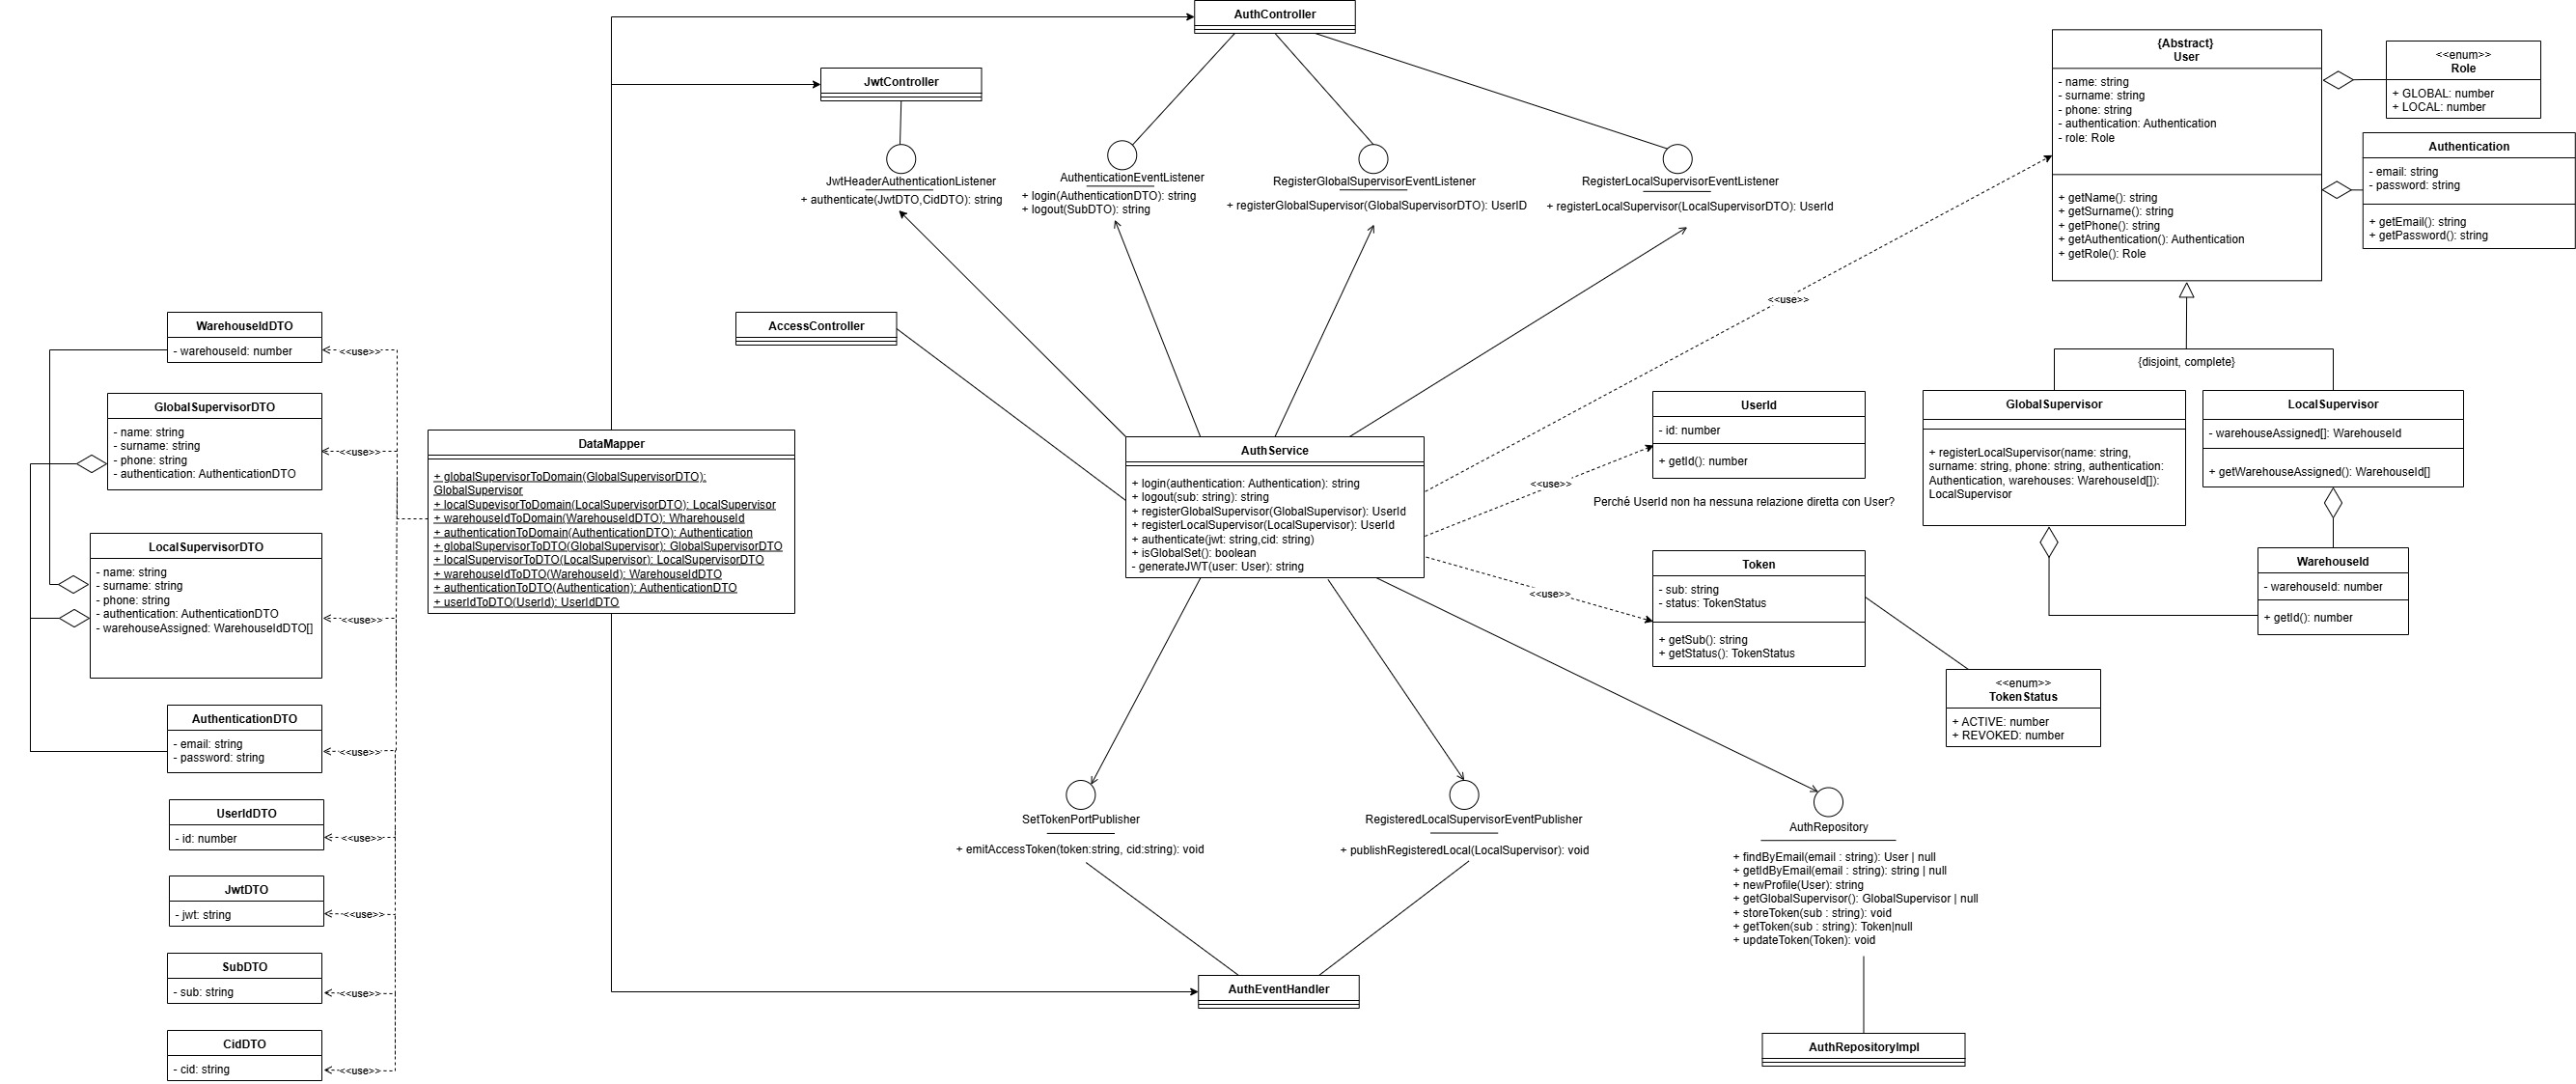 AuthController
JwtController
JwtHeaderAuthenticationListener
+ authenticate(JwtDTO,CidDTO): string
AuthenticationEventListener
+ login(AuthenticationDTO): string
+ logout(SubDTO): string
RegisterGlobalSupervisorEventListener
+ registerGlobalSupervisor(GlobalSupervisorDTO): UserID
RegisterLocalSupervisorEventListener
+ registerLocalSupervisor(LocalSupervisorDTO): UserId
{Abstract}
User
- name: string
- surname: string
- phone: string
- authentication: Authentication
- role: Role
+ getName(): string
+ getSurname(): string
+ getPhone(): string
+ getAuthentication(): Authentication
+ getRole(): Role
<<enum>>
Role
+ GLOBAL: number
+ LOCAL: number
Authentication
- email: string
- password: string
+ getEmail(): string
+ getPassword(): string
<<use>>
{disjoint, complete}
AccessController
WarehouseIdDTO
- warehouseId: number
<<use>>
GlobalSupervisorDTO
- name: string
- surname: string
- phone: string
- authentication: AuthenticationDTO
<<use>>
LocalSupervisorDTO
- name: string
- surname: string
- phone: string
- authentication: AuthenticationDTO
- warehouseAssigned: WarehouseIdDTO[]
<<use>>
AuthenticationDTO
- email: string
- password: string
<<use>>
UserIdDTO
- id: number
<<use>>
JwtDTO
- jwt: string
<<use>>
SubDTO
- sub: string
<<use>>
CidDTO
- cid: string
<<use>>
DataMapper
+ globalSupervisorToDomain(GlobalSupervisorDTO):
GlobalSupervisor
+ localSupevisorToDomain(LocalSupervisorDTO): LocalSupervisor
+ warehouseIdToDomain(WarehouseIdDTO): WharehouseId
+ authenticationToDomain(AuthenticationDTO): Authentication
+ globalSupervisorToDTO(GlobalSupervisor): GlobalSupervisorDTO
+ localSupervisorToDTO(LocalSupervisor): LocalSupervisorDTO
+ warehouseIdToDTO(WarehouseId): WarehouseIdDTO
+ authenticationToDTO(Authentication): AuthenticationDTO
+ userIdToDTO(UserId): UserIdDTO
AuthService
+ login(authentication: Authentication): string
+ logout(sub: string): string
+ registerGlobalSupervisor(GlobalSupervisor): UserId
+ registerLocalSupervisor(LocalSupervisor): UserId
+ authenticate(jwt: string,cid: string)
+ isGlobalSet(): boolean
- generateJWT(user: User): string
UserId
- id: number
+ getId(): number
<<use>>
Perché UserId non ha nessuna relazione diretta con User?
Token
- sub: string
- status: TokenStatus
+ getSub(): string
+ getStatus(): TokenStatus
<<use>>
<<enum>>
TokenStatus
+ ACTIVE: number
+ REVOKED: number
GlobalSupervisor
+ registerLocalSupervisor(name: string,
surname: string, phone: string, authentication:
Authentication, warehouses: WarehouseId[]):
LocalSupervisor
LocalSupervisor
- warehouseAssigned[]: WarehouseId
+ getWarehouseAssigned(): WarehouseId[]
WarehouseId
- warehouseId: number
+ getId(): number
SetTokenPortPublisher
+ emitAccessToken(token:string, cid:string): void
RegisteredLocalSupervisorEventPublisher
+ publishRegisteredLocal(LocalSupervisor): void
AuthRepository
+ findByEmail(email : string): User | null
+ getIdByEmail(email : string): string | null
+ newProfile(User): string
+ getGlobalSupervisor(): GlobalSupervisor | null
+ storeToken(sub : string): void
+ getToken(sub : string): Token|null
+ updateToken(Token): void
AuthEventHandler
AuthRepositoryImpl